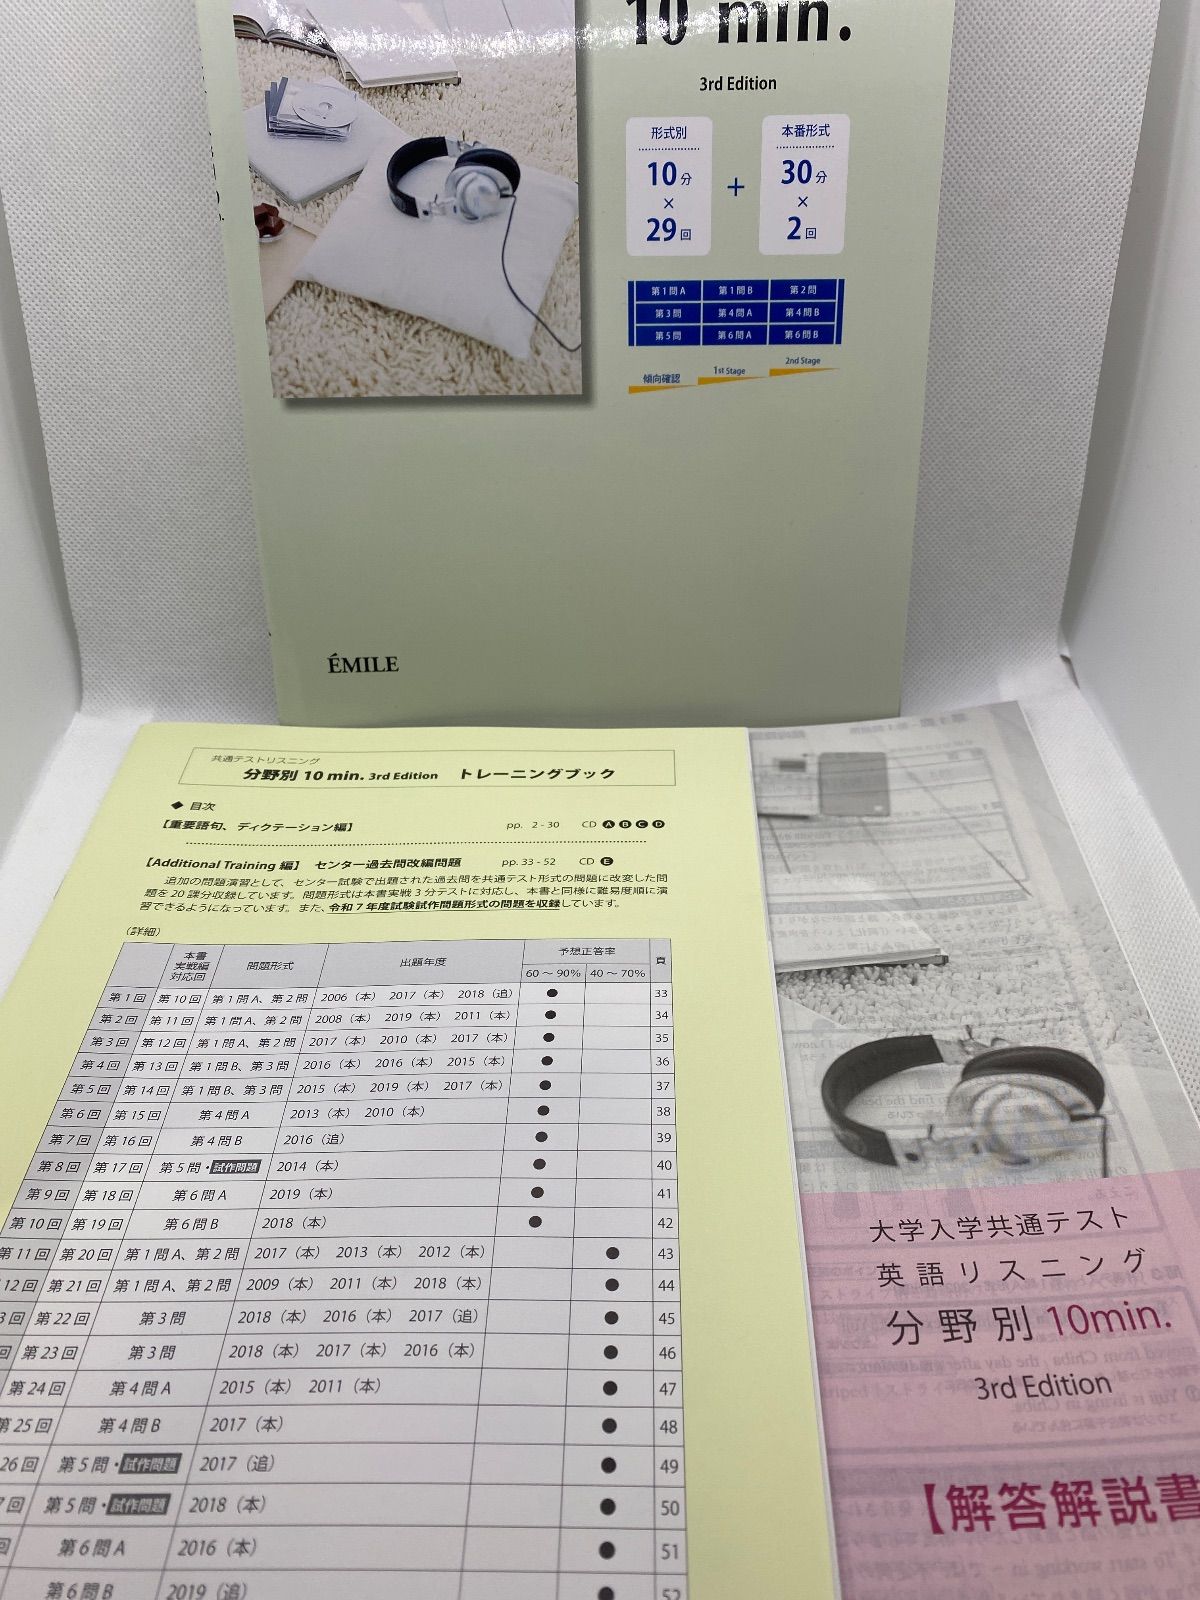 10 min.
3rd Edition
形式別
10分
×
29回
+
本番形式
30分
×
2回
第1問A 第1問B 第2問
第3問 第4問A 第4問B
第5問 第6問A 第6問B
傾向確認 1st Stage 2nd Stage
ÉMILE
共通テストリスニング
分野別 10 min. 3rd Edition トレーニングブック
◆ 目次
【重要語句、ディクテーション編】 pp. 2-30 CD A B C D
【Additional Training 編】 センター過去問改編問題 pp. 33-52 CD E
追加の問題演習として、センター試験で出題された過去問を共通テスト形式の問題に改変した問
題を20課分収録しています。問題形式は本書実戦3分テストに対応し、本書と同様に難易度順に演
習できるようになっています。また、令和7年度試験試作問題形式の問題を収録しています。
(詳細)
本書実戦編対応回 問題形式 出題年度 予想正答率 頁
60〜90% 40〜70%
第1回 第10回 第1問A、第2問 2006(本) 2017(本) 2018(追) ● 33
第2回 第11回 第1問A、第2問 2008(本) 2019(本) 2011(本) ● 34
第3回 第12回 第1問A、第2問 2017(本) 2010(本) 2017(本) ● 35
第4回 第13回 第1問B、第3問 2016(本) 2016(本) 2015(本) ● 36
第5回 第14回 第1問B、第3問 2015(本) 2019(本) 2017(本) ● 37
第6回 第15回 第4問A 2013(本) 2010(本) ● 38
第7回 第16回 第4問B 2016(追) ● 39
第8回 第17回 第5問・試作問題 2014(本) ● 40
第9回 第18回 第6問A 2019(本) ● 41
第10回 第19回 第6問B 2018(本) ● 42
第11回 第20回 第1問A、第2問 2017(本) 2013(本) 2012(本) ● 43
12回 第21回 第1問A、第2問 2009(本) 2011(本) 2018(本) ● 44
3回 第22回 第3問 2018(本) 2016(本) 2017(追) ● 45
回 第23回 第3問 2018(本) 2017(本) 2016(本) ● 46
第24回 第4問A 2015(本) 2011(本) ● 47
第25回 第4問B 2017(本) ● 48
26回 第5問・試作問題 2017(追) ● 49
7回 第5問・試作問題 2018(本) ● 50
回 第6問A 2016(本) ● 51
第6問B 2019(追) ● 52
大学入学共通テスト
英語リスニング
分野別 10min.
3rd Edition
【解答解説書